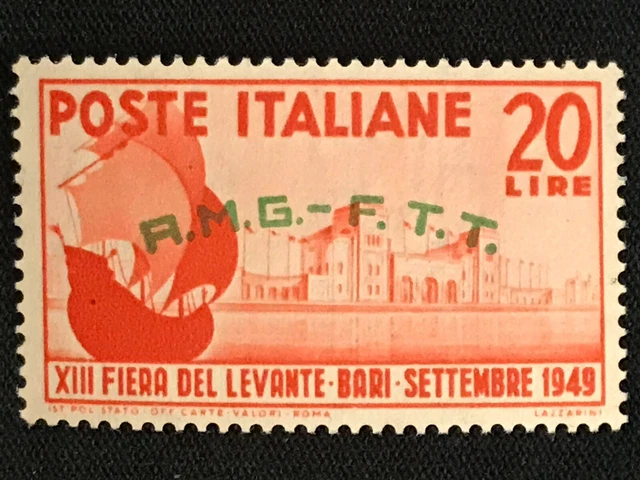 POSTE ITALIANE 20
LIRE
A.M.G.-F.T.T.
XIII FIERA DEL LEVANTE·BARI·SETTEMBRE 1949
IST. POL. STATO·OFF. CARTE-VALORI-ROMA LAZZARINI